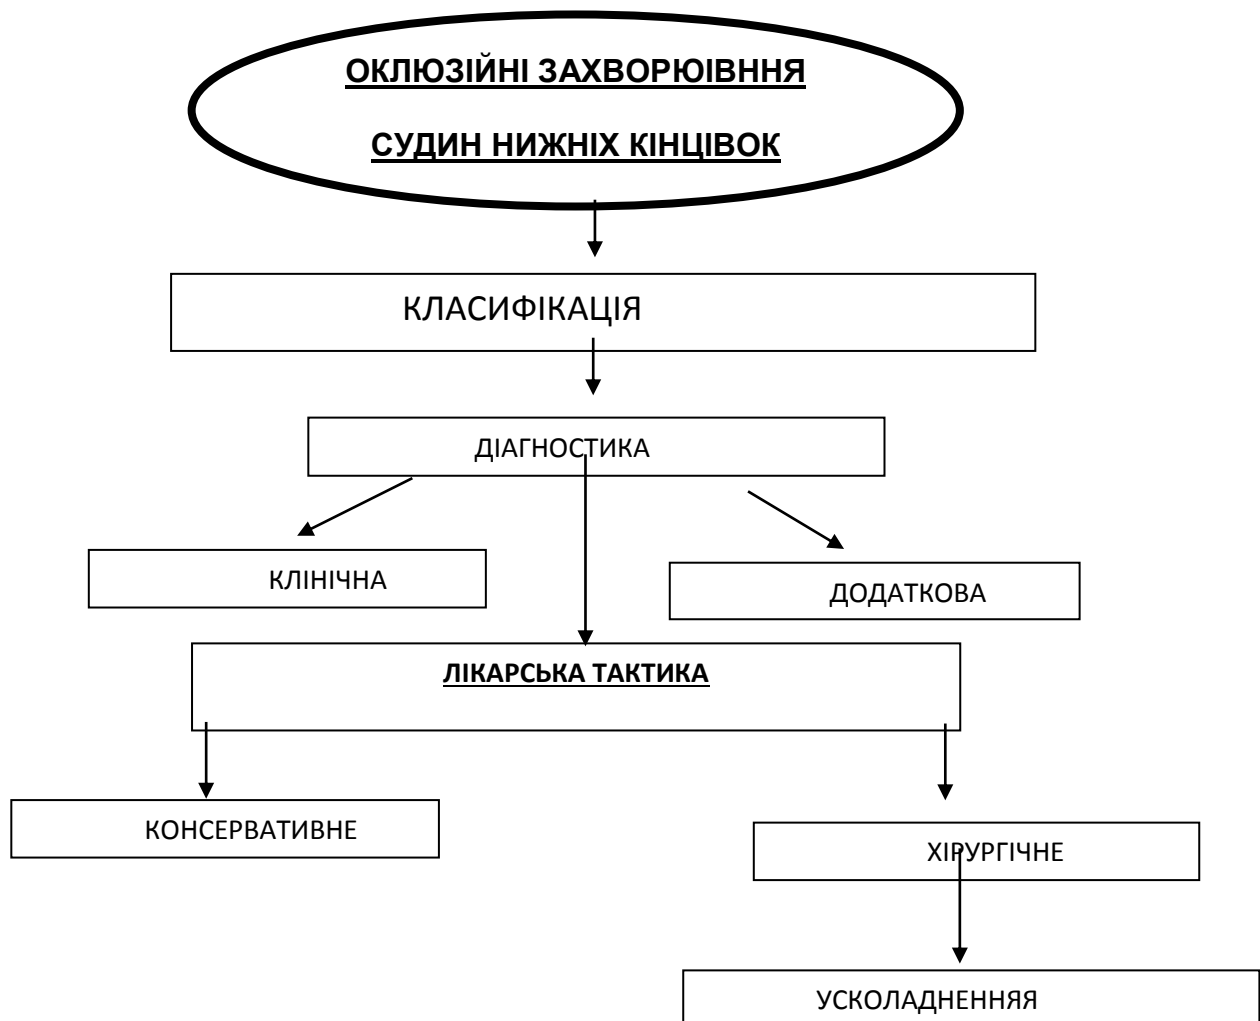 ОКЛЮЗІЙНІ ЗАХВОРЮІВННЯ
СУДИН НИЖНІХ КІНЦІВОК
КЛАСИФІКАЦІЯ
ДІАГНОСТИКА
КЛІНІЧНА
ДОДАТКОВА
ЛІКАРСЬКА ТАКТИКА
КОНСЕРВАТИВНЕ
ХІРУРГІЧНЕ
УСКОЛАДНЕННЯЯ